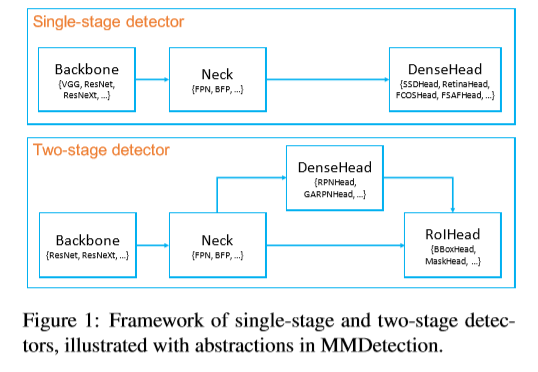 Single-stage detector
Backbone
{VGG, ResNet,
ResNeXt, ...}
Neck
{FPN, BFP, ...}
DenseHead
{SSDHead, RetinaHead,
FCOSHead, FSAFHead, ...}
Two-stage detector
DenseHead
{RPNHead,
GARPNHead, ...}
Backbone
{ResNet, ResNeXt, ...}
Neck
{FPN, BFP, ...}
RoIHead
{BBoxHead,
MaskHead, ...}
Figure 1: Framework of single-stage and two-stage detec-
tors, illustrated with abstractions in MMDetection.